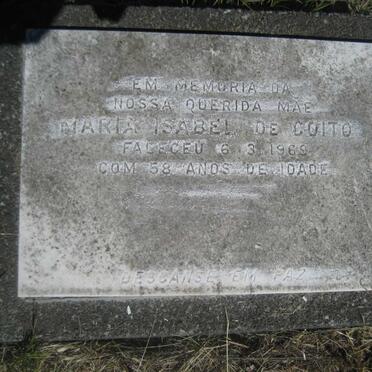 EM MEMORIA DA
NOSSA QUERIDA MAE
MARIA ISABEL DE COITO
FALECEU 6.3.1969
COM 58 ANOS DE IDADE
DESCANSE EM PAZ